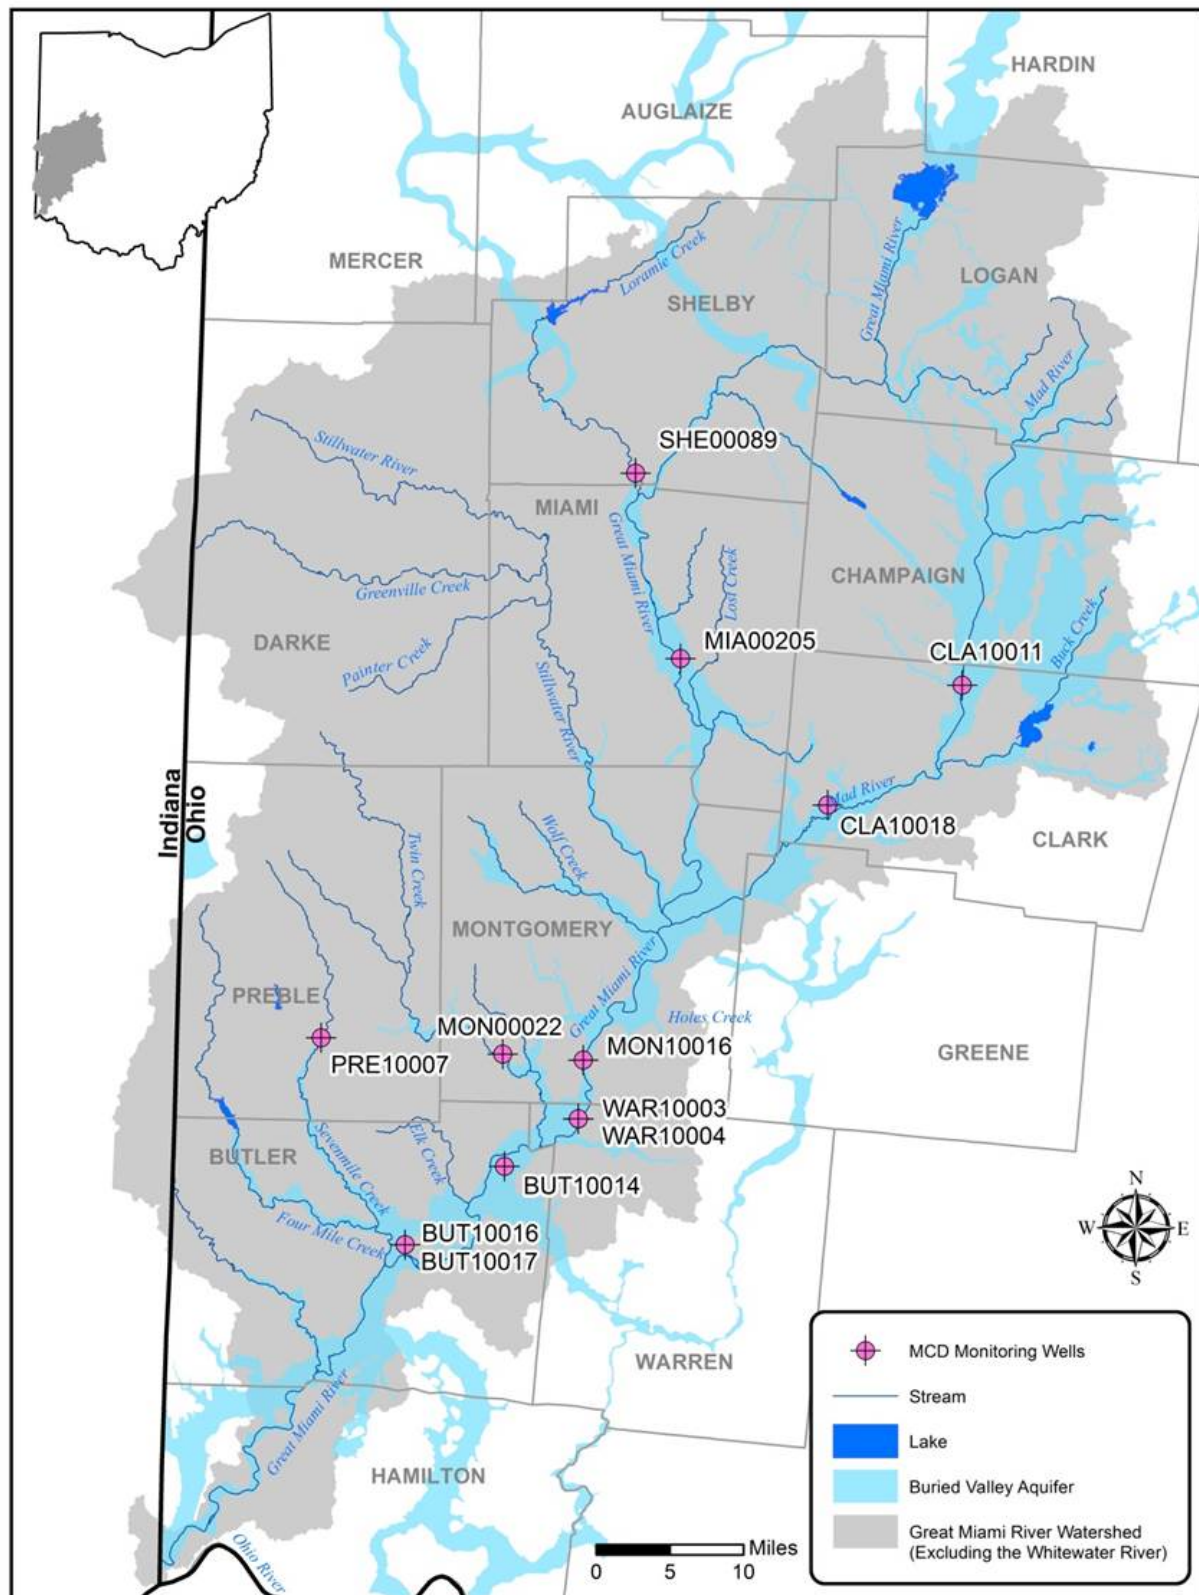 HARDIN
AUGLAIZE
MERCER
Loramie Creek
SHELBY
Great Miami River
LOGAN
Mad River
SHE00089
Stillwater River
MIAMI
Great Miami River
Lost Creek
CHAMPAIGN
Greenville Creek
DARKE
Painter Creek
Stillwater River
MIA00205
CLA10011
Buck Creek
Indiana
Ohio
Mad River
CLA10018
CLARK
Twin Creek
Wolf Creek
MONTGOMERY
Great Miami River
PREBLE
Holes Creek
MON00022
MON10016
PRE10007
GREENE
WAR10003
WAR10004
Sevenmile Creek
Elk Creek
BUTLER
BUT10014
Four Mile Creek
BUT10016
BUT10017
N
W
E
S
WARREN
Great Miami River
HAMILTON
Ohio River
Miles
0
5
10
MCD Monitoring Wells
Stream
Lake
Buried Valley Aquifer
Great Miami River Watershed
(Excluding the Whitewater River)